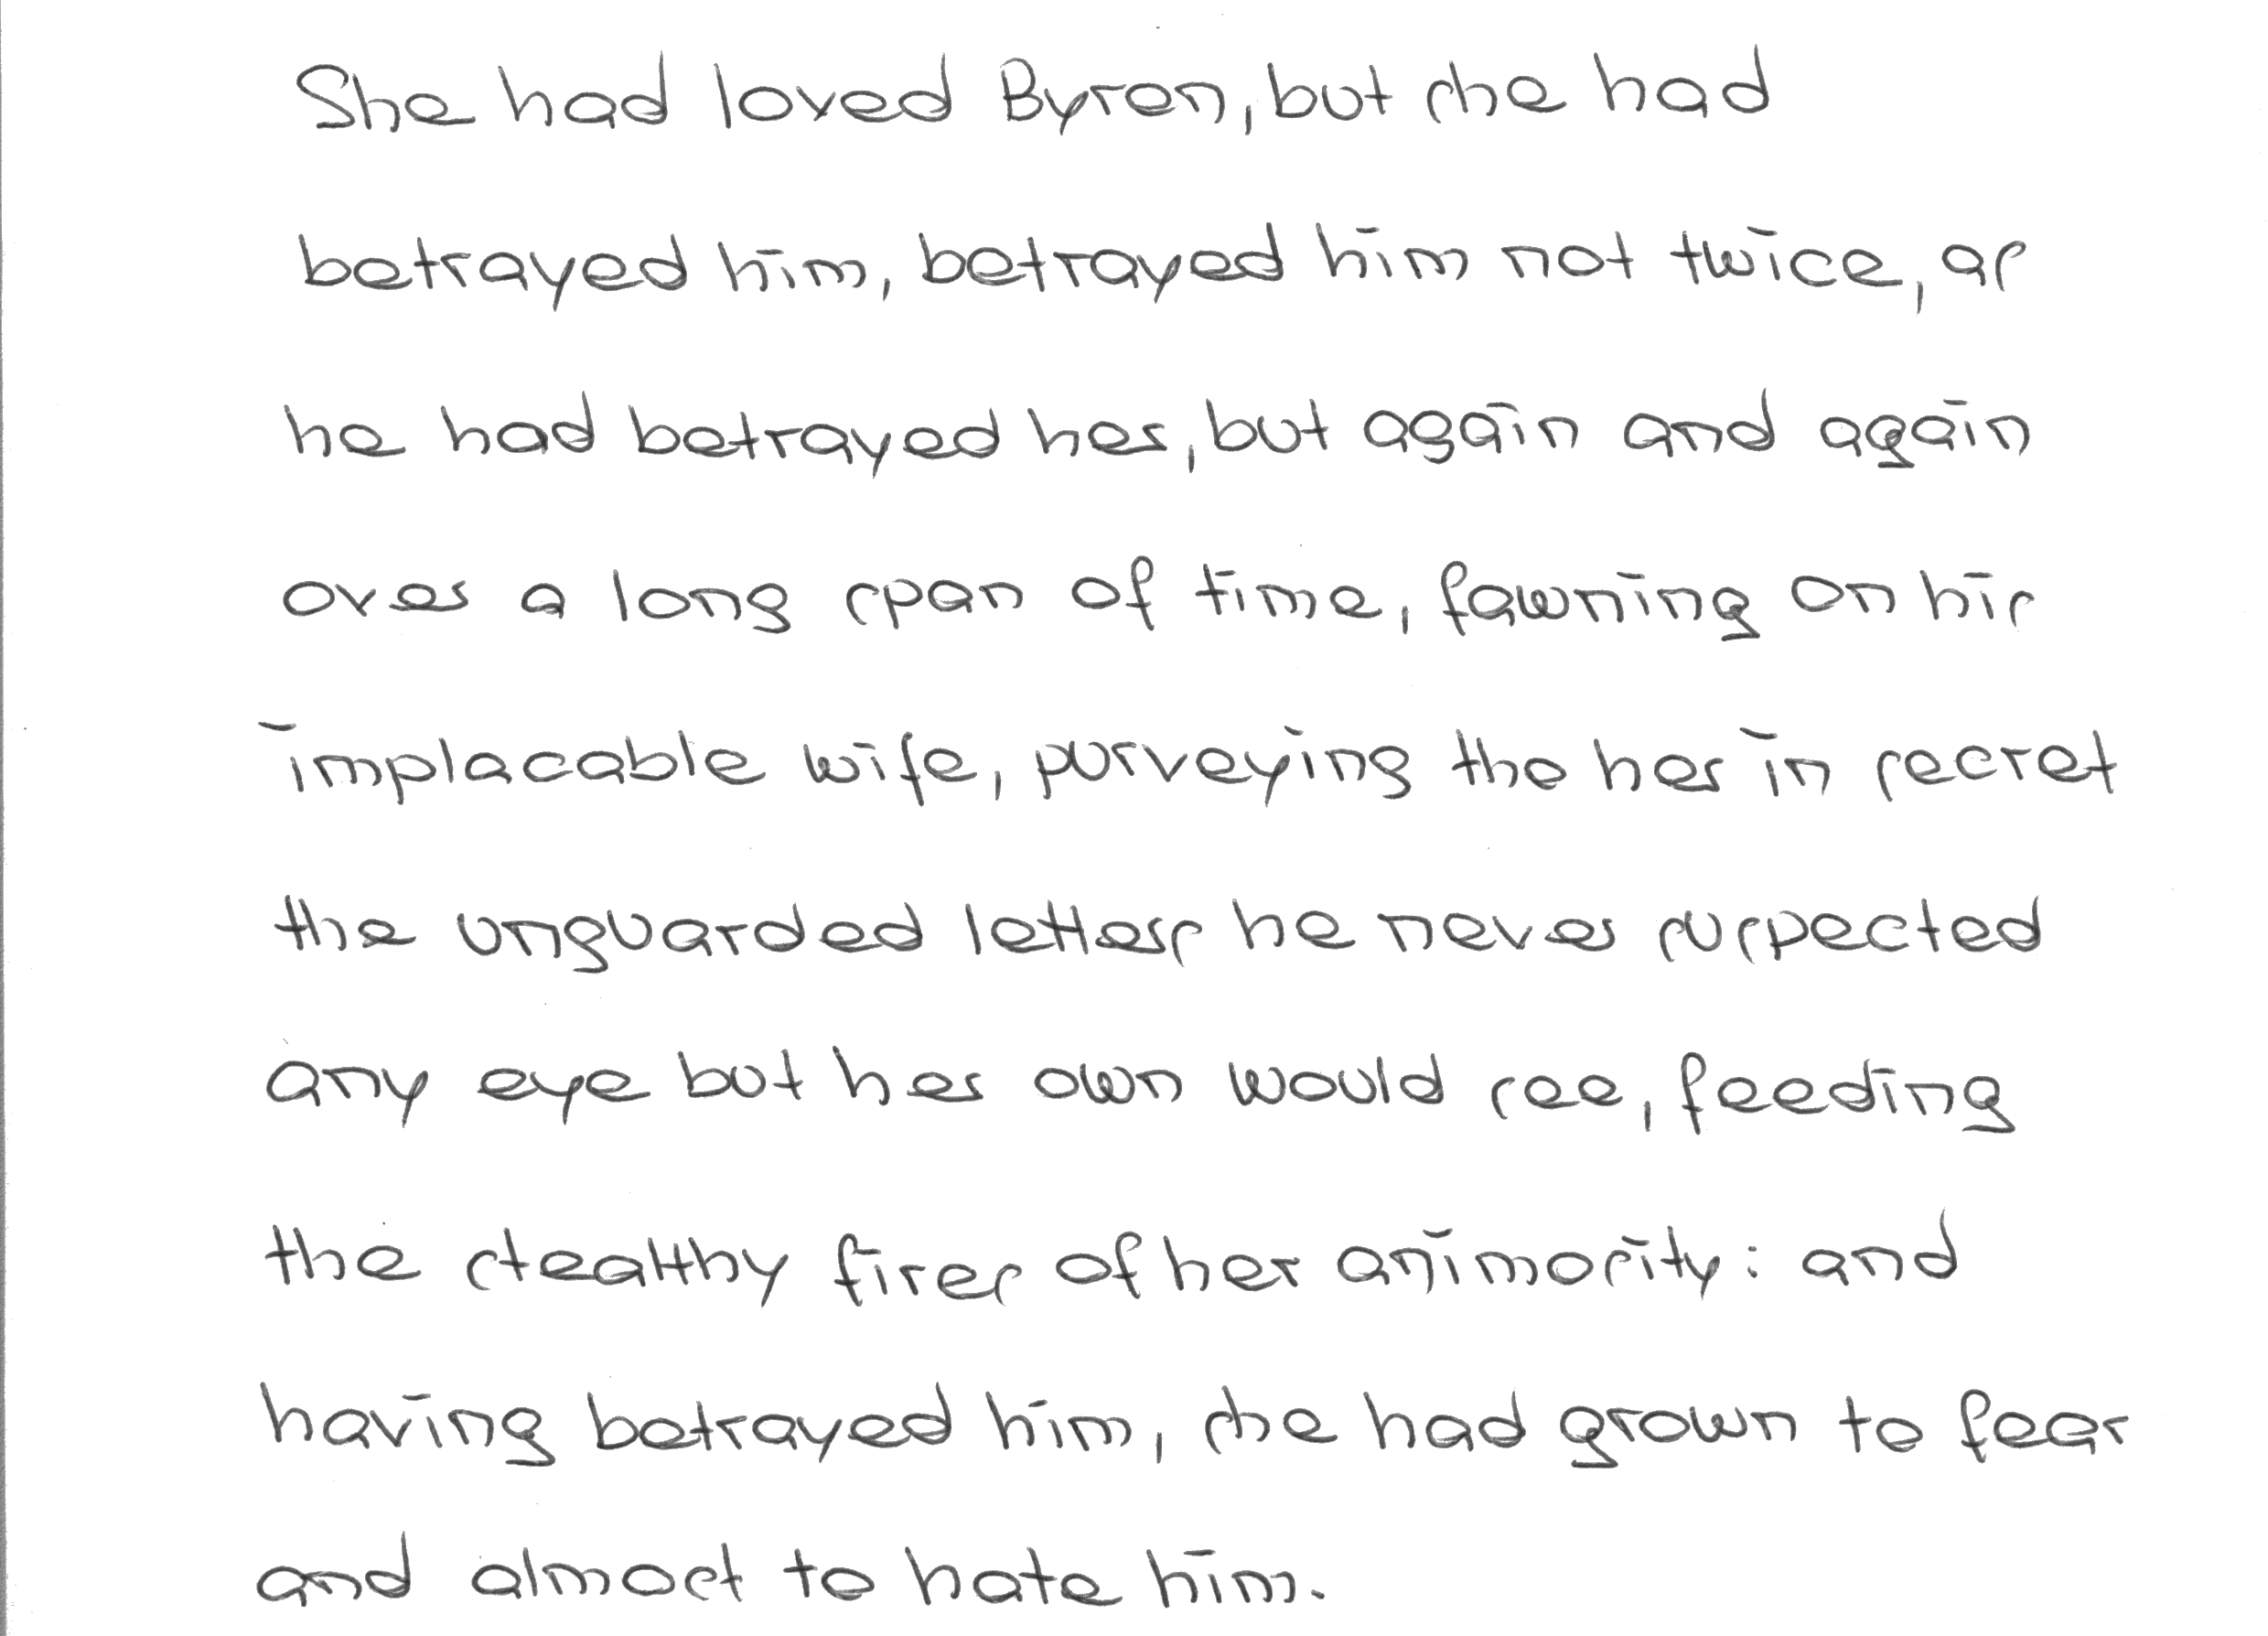 She had loved Byron, but she had
betrayed him, betrayed him not twice, as
he had betrayed her, but again and again
over a long span of time, fawning on his
implacable wife, purveying the her in secret
the unguarded letters he never suspected
any eye but her own would see, feeding
the stealthy fires of her animosity: and
having betrayed him, she had grown to fear
and almost to hate him.